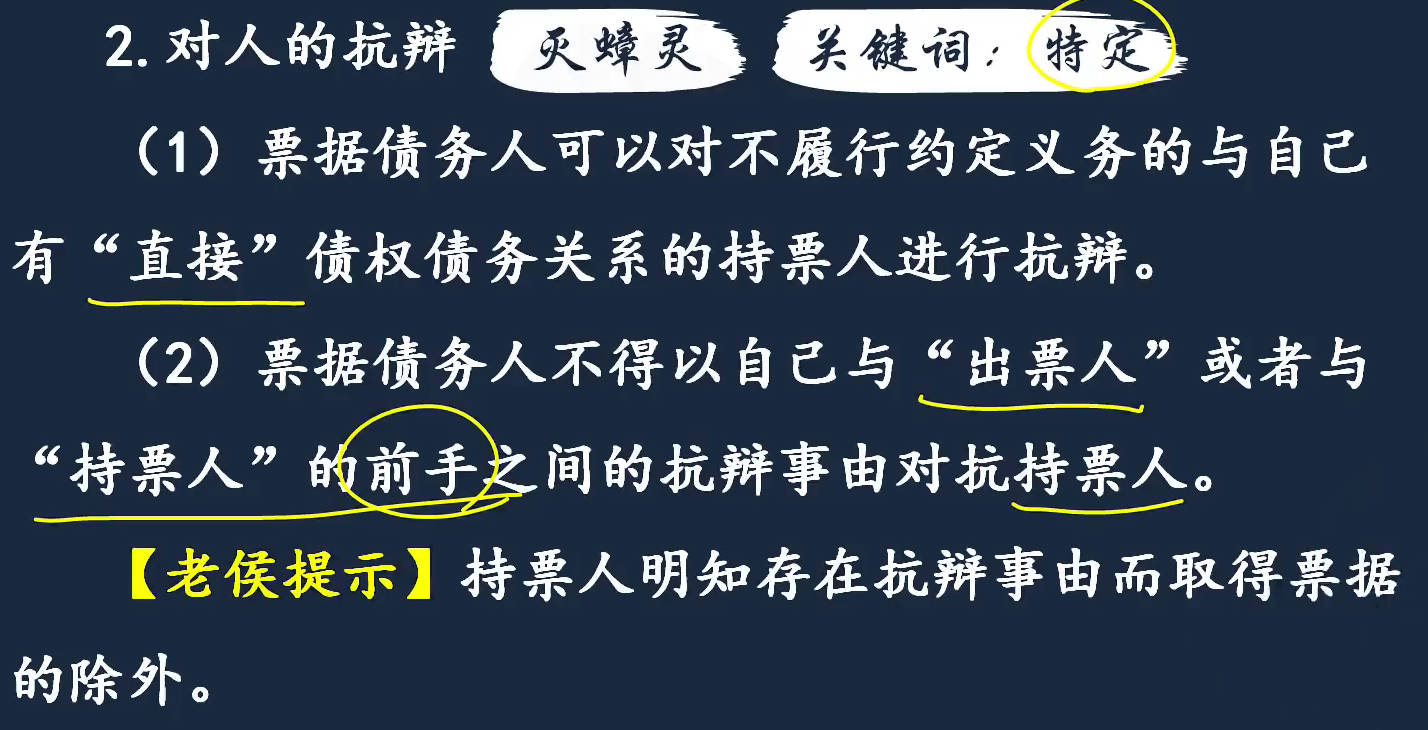 2. 对人的抗辩 灭蟑灵 关键词：特定
（1）票据债务人可以对不履行约定义务的与自己
有“直接”债权债务关系的持票人进行抗辩。
（2）票据债务人不得以自己与“出票人”或者与
“持票人”的前手之间的抗辩事由对抗持票人。
【老侯提示】持票人明知存在抗辩事由而取得票据
的除外。